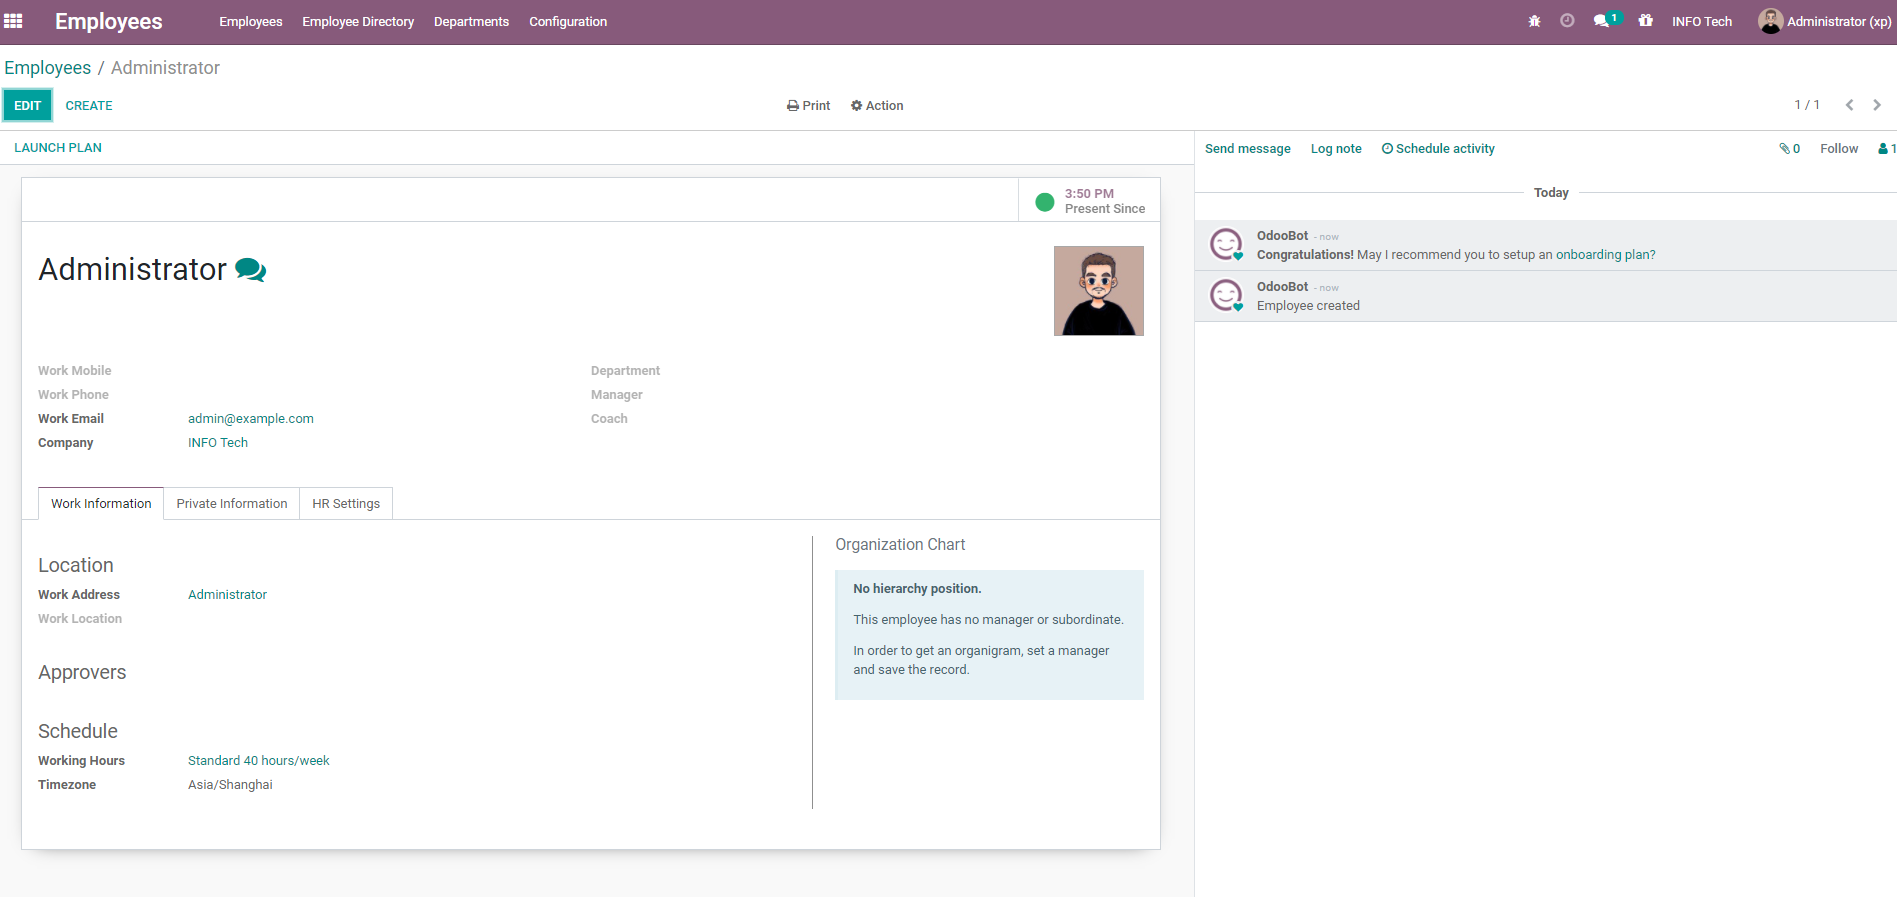 Employees Employees Employee Directory Departments Configuration 1 INFO Tech Administrator (xp)
Employees / Administrator
EDIT CREATE Print Action 1 / 1
LAUNCH PLAN
Send message Log note Schedule activity 0 Follow 1
3:50 PM
Present Since
Administrator
Work Mobile
Work Phone
Work Email admin@example.com
Company INFO Tech
Department
Manager
Coach
Work Information Private Information HR Settings
Location
Work Address Administrator
Work Location
Approvers
Schedule
Working Hours Standard 40 hours/week
Timezone Asia/Shanghai
Organization Chart
No hierarchy position.
This employee has no manager or subordinate.
In order to get an organigram, set a manager
and save the record.
Today
OdooBot - now
Congratulations! May I recommend you to setup an onboarding plan?
OdooBot - now
Employee created